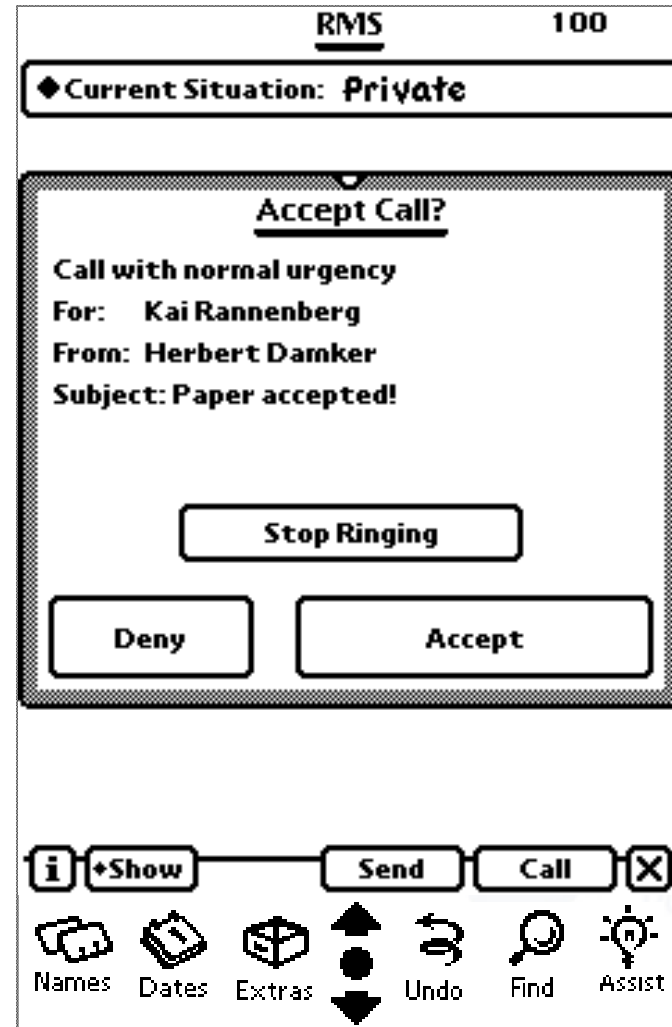 RMS 100
◆Current Situation: Private
Accept Call?
Call with normal urgency
For: Kai Rannenberg
From: Herbert Damker
Subject: Paper accepted!
Stop Ringing
Deny Accept
i ◆Show Send Call X
Names Dates Extras Undo Find Assist